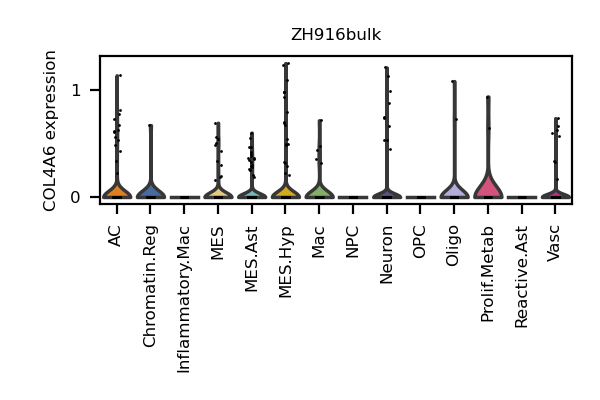 ZH916bulk
COL4A6 expression
1
0
AC
Chromatin.Reg
Inflammatory.Mac
MES
MES.Ast
MES.Hyp
Mac
NPC
Neuron
OPC
Oligo
Prolif.Metab
Reactive.Ast
Vasc